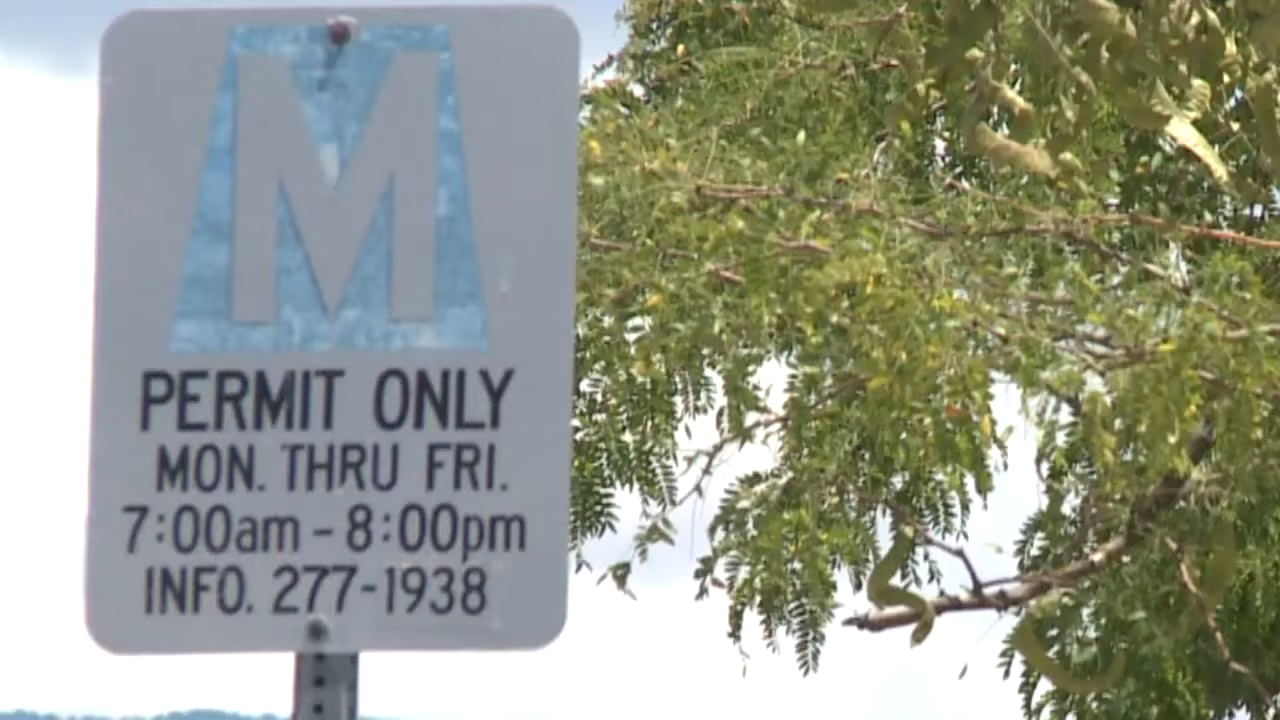 M
PERMIT ONLY
MON. THRU FRI.
7:00am - 8:00pm
INFO. 277-1938